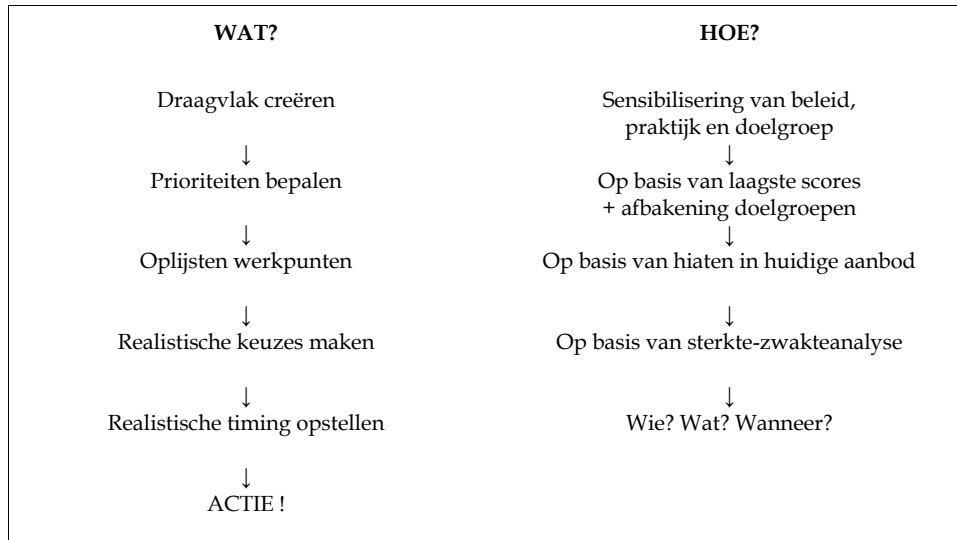 WAT?
Draagvlak creëren
↓
Prioriteiten bepalen
↓
Oplijsten werkpunten
↓
Realistische keuzes maken
↓
Realistische timing opstellen
↓
ACTIE !
HOE?
Sensibilisering van beleid,
praktijk en doelgroep
↓
Op basis van laagste scores
+ afbakening doelgroepen
↓
Op basis van hiaten in huidige aanbod
↓
Op basis van sterkte-zwakteanalyse
↓
Wie? Wat? Wanneer?